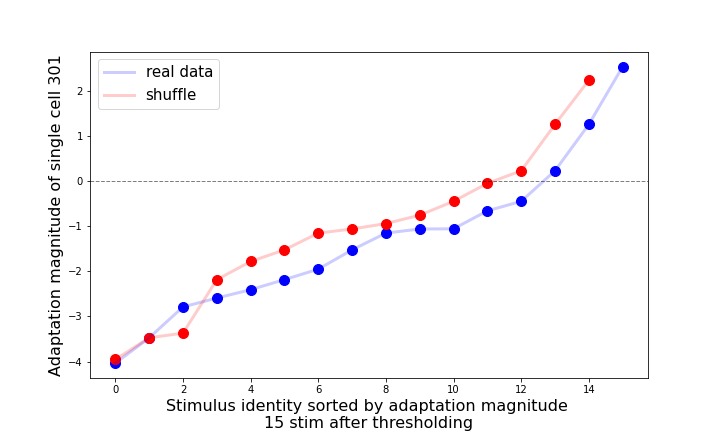 real data
shuffle
Adaptation magnitude of single cell 301
2
1
0
−1
−2
−3
−4
0 2 4 6 8 10 12 14
Stimulus identity sorted by adaptation magnitude
15 stim after thresholding